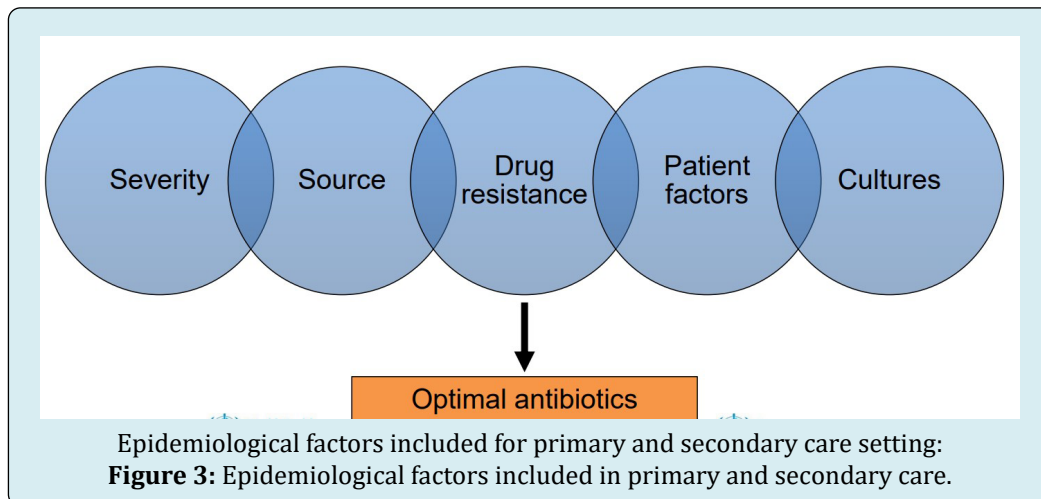 Severity
Source
Drug
resistance
Patient
factors
Cultures
Optimal antibiotics
Epidemiological factors included for primary and secondary care setting:
Figure 3: Epidemiological factors included in primary and secondary care.